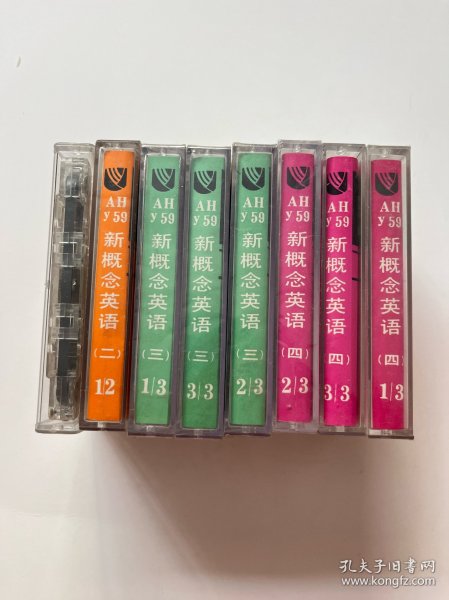 AH
y 59
新概念英语
(二)
1/2
AH
y 59
新概念英语
(三)
1/3
AH
y 59
新概念英语
(三)
3/3
AH
y 59
新概念英语
(三)
2/3
AH
y 59
新概念英语
(四)
2/3
AH
y 59
新概念英语
(四)
3/3
AH
y 59
新概念英语
(四)
1/3
孔夫子旧书网
www.kongfz.com